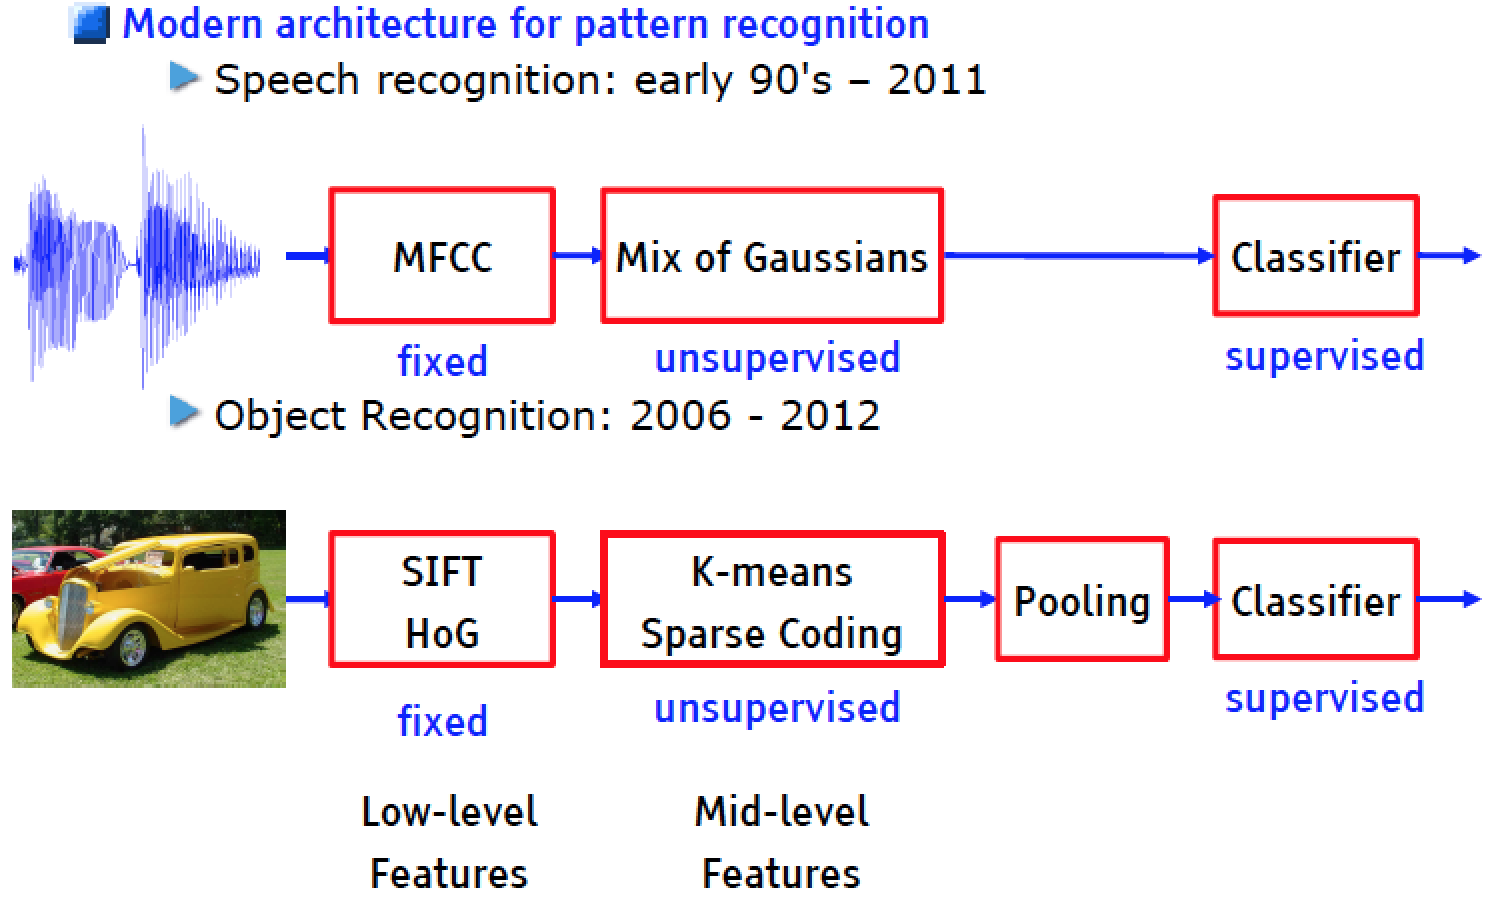 Modern architecture for pattern recognition
Speech recognition: early 90's – 2011
MFCC
Mix of Gaussians
Classifier
fixed
unsupervised
supervised
Object Recognition: 2006 - 2012
SIFT
HoG
K-means
Sparse Coding
Pooling
Classifier
fixed
unsupervised
supervised
Low-level
Features
Mid-level
Features